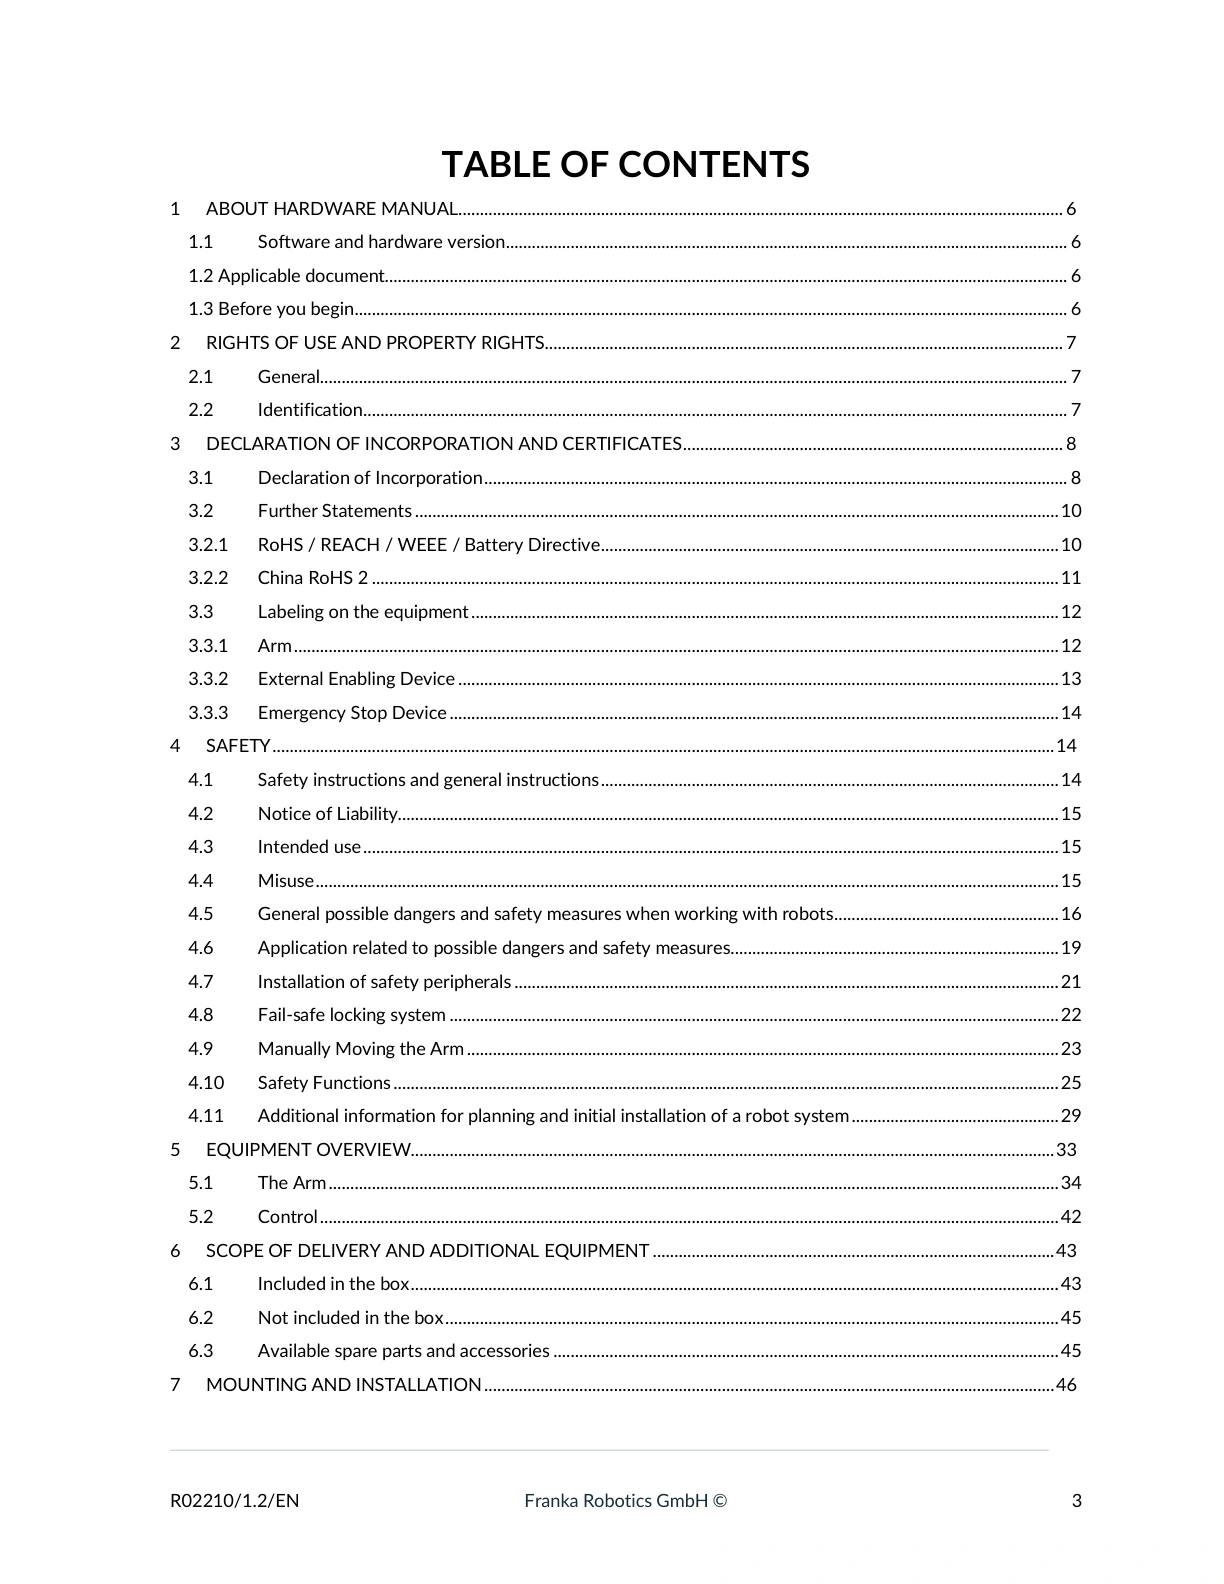 TABLE OF CONTENTS
1 ABOUT HARDWARE MANUAL 6
1.1 Software and hardware version 6
1.2 Applicable document 6
1.3 Before you begin 6
2 RIGHTS OF USE AND PROPERTY RIGHTS 7
2.1 General 7
2.2 Identification 7
3 DECLARATION OF INCORPORATION AND CERTIFICATES 8
3.1 Declaration of Incorporation 8
3.2 Further Statements 10
3.2.1 RoHS / REACH / WEEE / Battery Directive 10
3.2.2 China RoHS 2 11
3.3 Labeling on the equipment 12
3.3.1 Arm 12
3.3.2 External Enabling Device 13
3.3.3 Emergency Stop Device 14
4 SAFETY 14
4.1 Safety instructions and general instructions 14
4.2 Notice of Liability 15
4.3 Intended use 15
4.4 Misuse 15
4.5 General possible dangers and safety measures when working with robots 16
4.6 Application related to possible dangers and safety measures 19
4.7 Installation of safety peripherals 21
4.8 Fail-safe locking system 22
4.9 Manually Moving the Arm 23
4.10 Safety Functions 25
4.11 Additional information for planning and initial installation of a robot system 29
5 EQUIPMENT OVERVIEW 33
5.1 The Arm 34
5.2 Control 42
6 SCOPE OF DELIVERY AND ADDITIONAL EQUIPMENT 43
6.1 Included in the box 43
6.2 Not included in the box 45
6.3 Available spare parts and accessories 45
7 MOUNTING AND INSTALLATION 46
R02210/1.2/EN Franka Robotics GmbH © 3